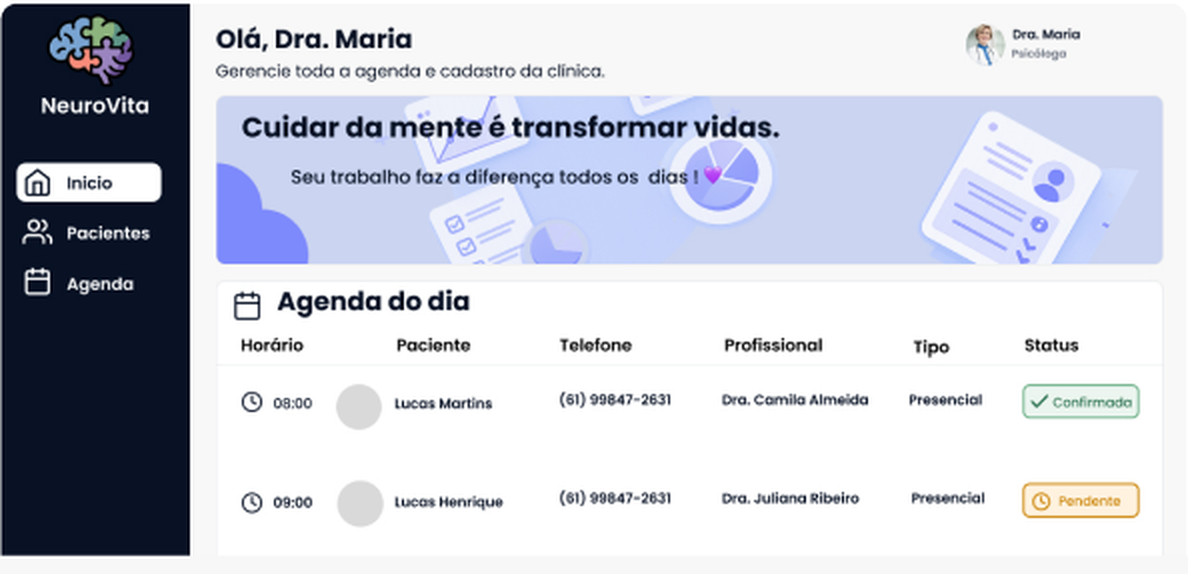 NeuroVita
Inicio
Pacientes
Agenda
Olá, Dra. Maria
Gerencie toda a agenda e cadastro da clínica.
Dra. Maria
Psicóloga
Cuidar da mente é transformar vidas.
Seu trabalho faz a diferença todos os dias ! 💜
Agenda do dia
Horário Paciente Telefone Profissional Tipo Status
08:00 Lucas Martins (61) 99847-2631 Dra. Camila Almeida Presencial Confirmada
09:00 Lucas Henrique (61) 99847-2631 Dra. Juliana Ribeiro Presencial Pendente